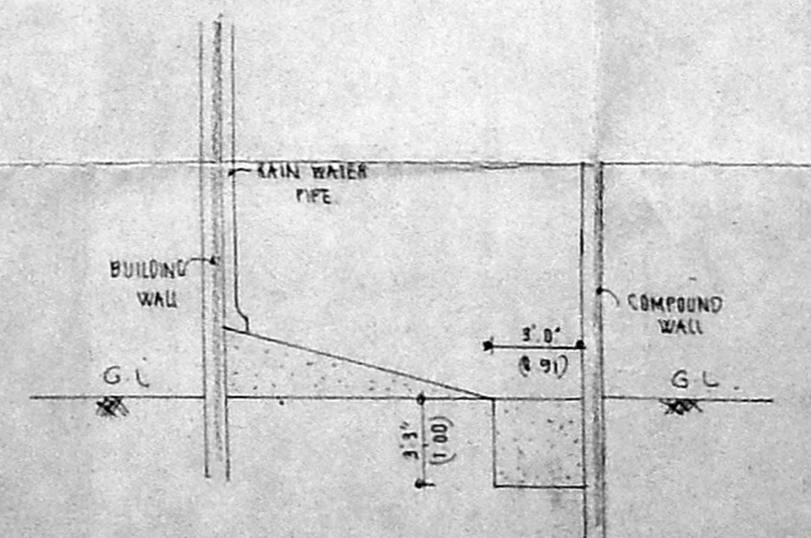 RAIN WATER
PIPE
BUILDING
WALL
COMPOUND
WALL
3'.0"
(0.91)
G.L
G.L.
3'3"
(1.00)